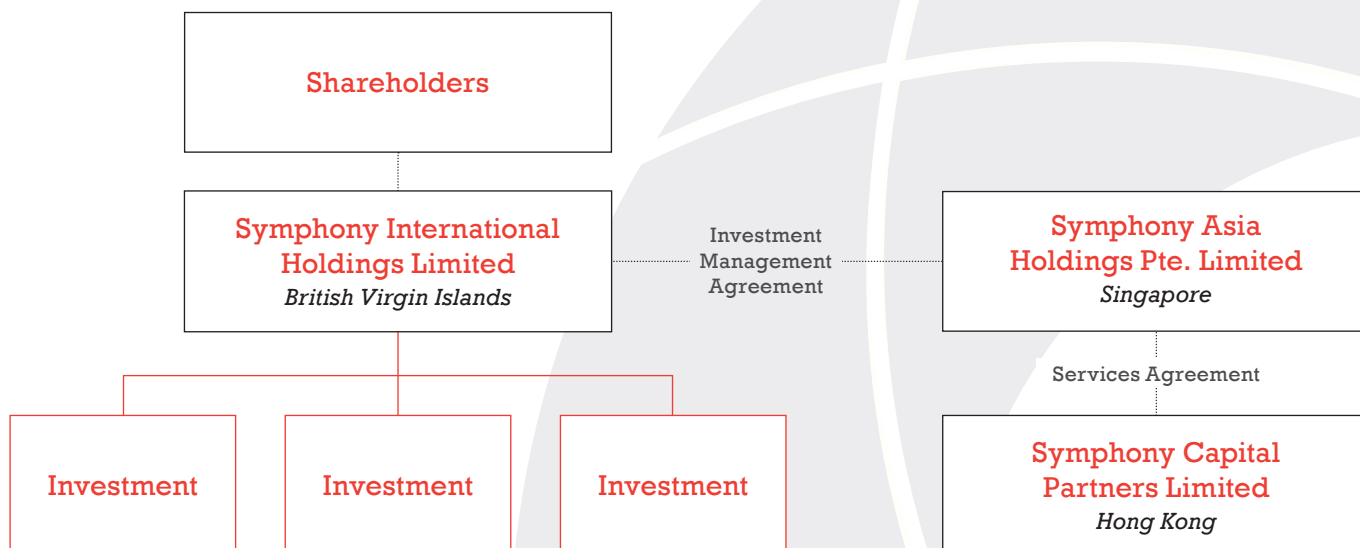 Shareholders
Symphony International
Holdings Limited
British Virgin Islands
Investment
Management
Agreement
Symphony Asia
Holdings Pte. Limited
Singapore
Services Agreement
Investment
Investment
Investment
Symphony Capital
Partners Limited
Hong Kong